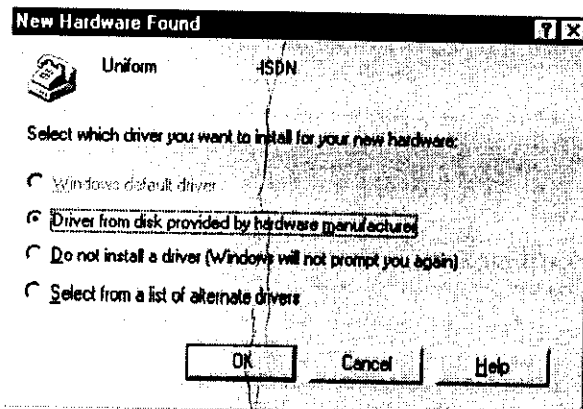 New Hardware Found
Uniform -ISDN
Select which driver you want to install for your new hardware:
Windows default driver
Driver from disk provided by hardware manufacturer
Do not install a driver (Windows will not prompt you again)
Select from a list of alternate drivers
OK Cancel Help